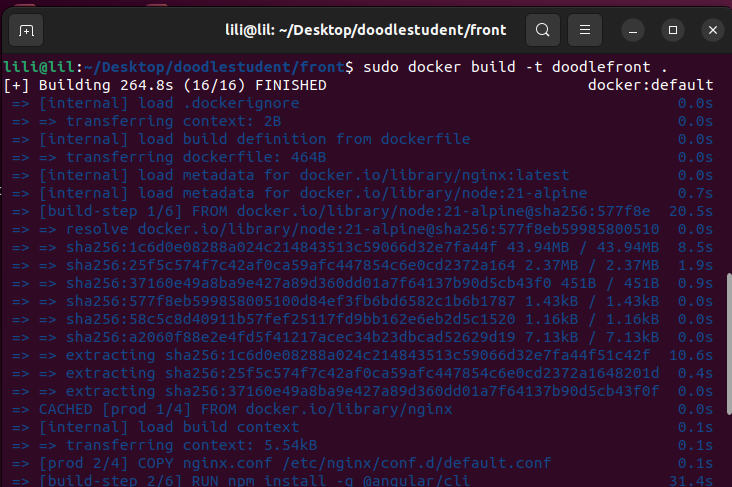 lili@lil: ~/Desktop/doodlestudent/front
lili@lil:~/Desktop/doodlestudent/front$ sudo docker build -t doodlefront .
[+] Building 264.8s (16/16) FINISHED docker:default
=> [internal] load .dockerignore 0.0s
=> => transferring context: 2B 0.0s
=> [internal] load build definition from dockerfile 0.0s
=> => transferring dockerfile: 464B 0.0s
=> [internal] load metadata for docker.io/library/nginx:latest 0.0s
=> [internal] load metadata for docker.io/library/node:21-alpine 0.7s
=> [build-step 1/6] FROM docker.io/library/node:21-alpine@sha256:577f8e 20.5s
=> => resolve docker.io/library/node:21-alpine@sha256:577f8eb59985800510 0.0s
=> => sha256:1c6d0e08288a024c214843513c59066d32e7fa44f 43.94MB / 43.94MB 8.5s
=> => sha256:25f5c574f7c42af0ca59afc447854c6e0cd2372a164 2.37MB / 2.37MB 1.9s
=> => sha256:37160e49a8ba9e427a89d360dd01a7f64137b90d5cb43f0 451B / 451B 0.9s
=> => sha256:577f8eb599858005100d84ef3fb6bd6582c1b6b1787 1.43kB / 1.43kB 0.0s
=> => sha256:58c5c8d40911b57fef25117fd9bb162e6eb2d5c1520 1.16kB / 1.16kB 0.0s
=> => sha256:a2060f88e2e4fd5f41217acec34b23dbcad52629d19 7.13kB / 7.13kB 0.0s
=> => extracting sha256:1c6d0e08288a024c214843513c59066d32e7fa44f51c42f 10.6s
=> => extracting sha256:25f5c574f7c42af0ca59afc447854c6e0cd2372a1648201d 0.4s
=> => extracting sha256:37160e49a8ba9e427a89d360dd01a7f64137b90d5cb43f0f 0.0s
=> CACHED [prod 1/4] FROM docker.io/library/nginx 0.0s
=> [internal] load build context 0.1s
=> => transferring context: 5.54kB 0.1s
=> [prod 2/4] COPY nginx.conf /etc/nginx/conf.d/default.conf 0.1s
=> [build-step 2/6] RUN npm install -g @angular/cli 31.4s